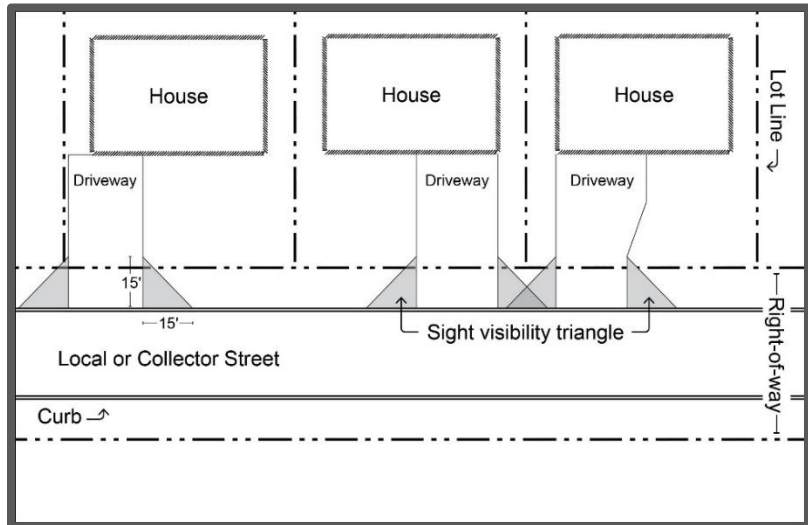 House
House
House
Lot Line
Driveway
Driveway
Driveway
15'
15'
Sight visibility triangle
Local or Collector Street
Right-of-way
Curb